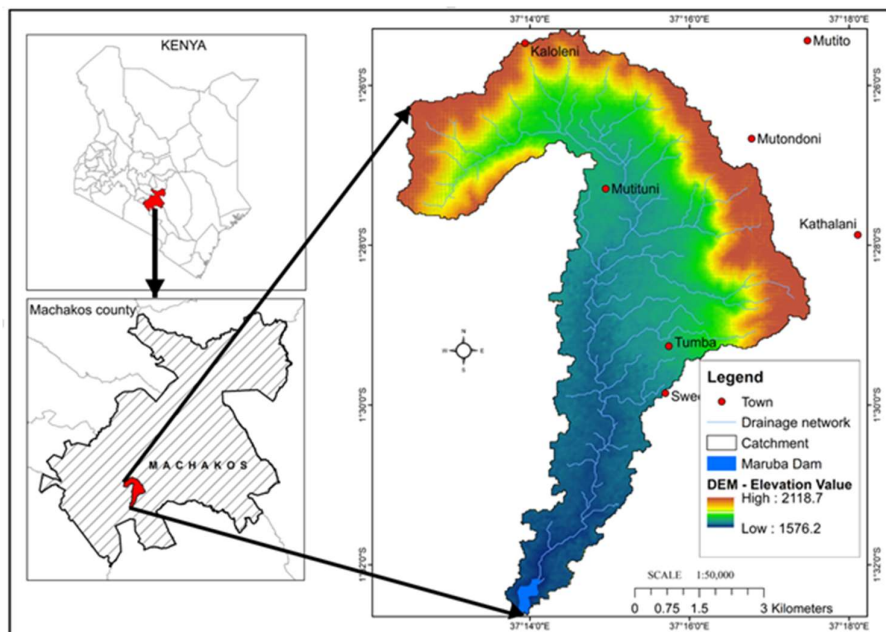 KENYA
Machakos county
MACHAKOS
37°14'0"E 37°16'0"E 37°18'0"E
1°26'0"S
1°28'0"S
1°30'0"S
1°32'0"S
Kaloleni
Mutito
Mutondoni
Mutituni
Kathalani
N
E
S
Tumba
Swee
Legend
Town
Drainage network
Catchment
Maruba Dam
DEM - Elevation Value
High : 2118.7
Low : 1576.2
SCALE 1:50,000
0 0.75 1.5 3 Kilometers
1°26'0"S
1°28'0"S
1°30'0"S
1°32'0"S
37°14'0"E 37°16'0"E 37°18'0"E